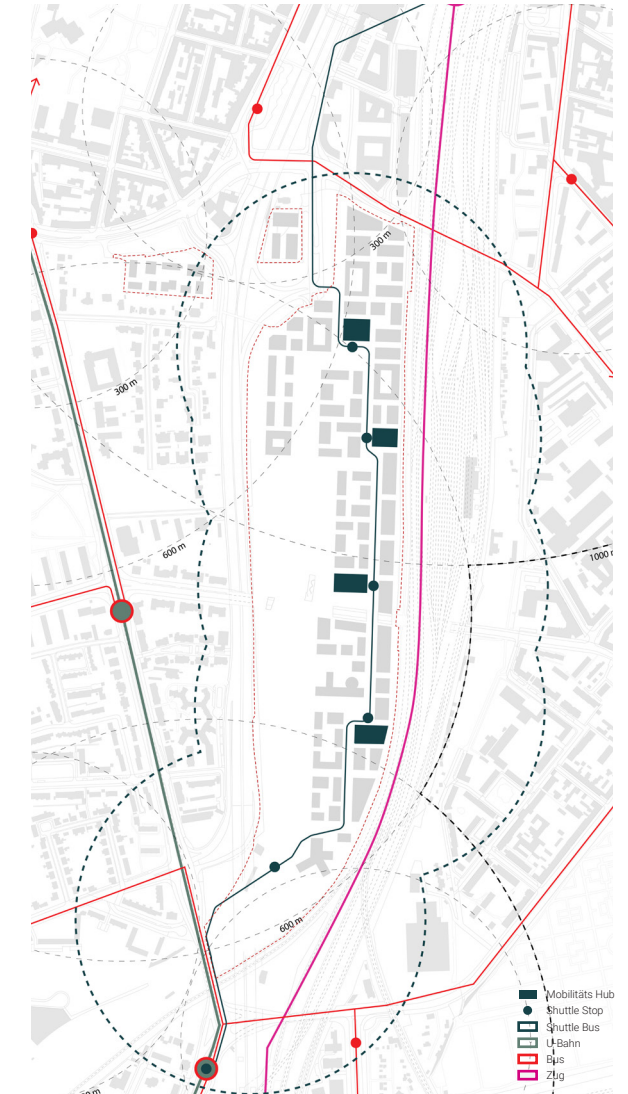 300 m
300 m
600 m
1000 m
600 m
Mobilitäts Hub
Shuttle Stop
Shuttle Bus
U-Bahn
Bus
Zug